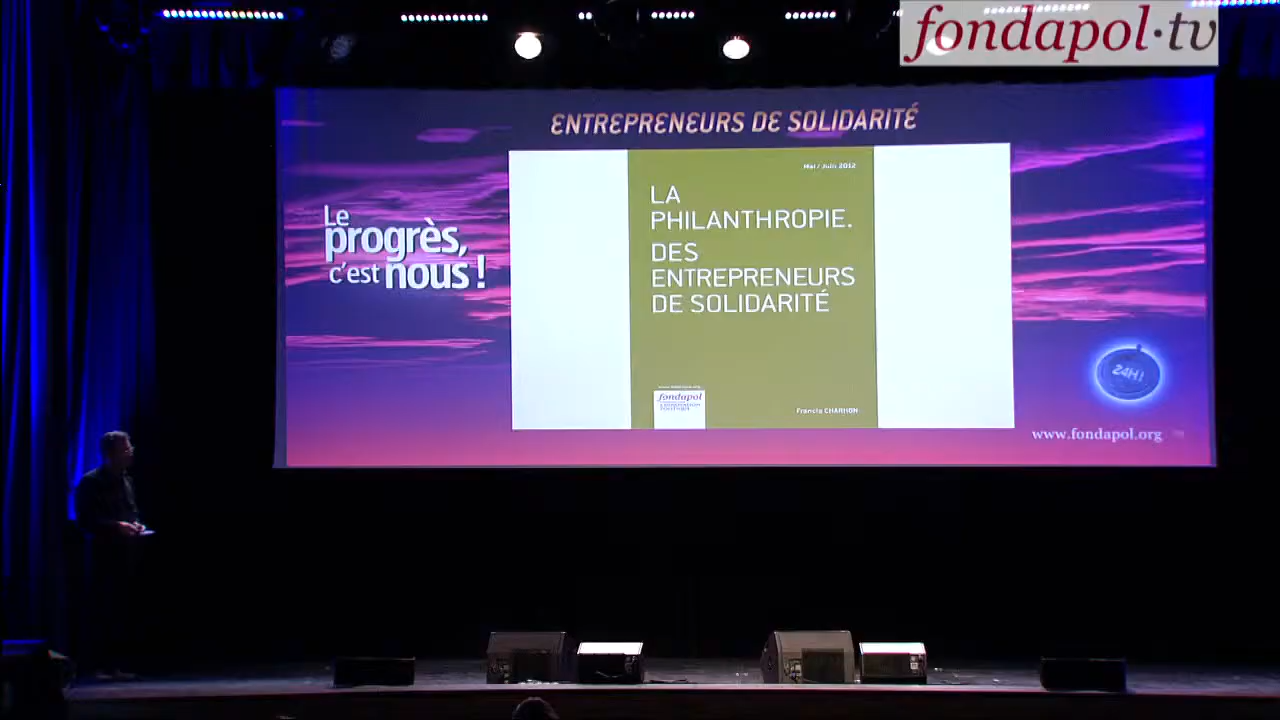 fondapol·tv
ENTREPRENEURS DE SOLIDARITÉ
Le
progrès,
c'est nous !
Mai / Juin 2012
LA
PHILANTHROPIE.
DES
ENTREPRENEURS
DE SOLIDARITÉ
fondapol
Francis CHARHON
24H !
www.fondapol.org